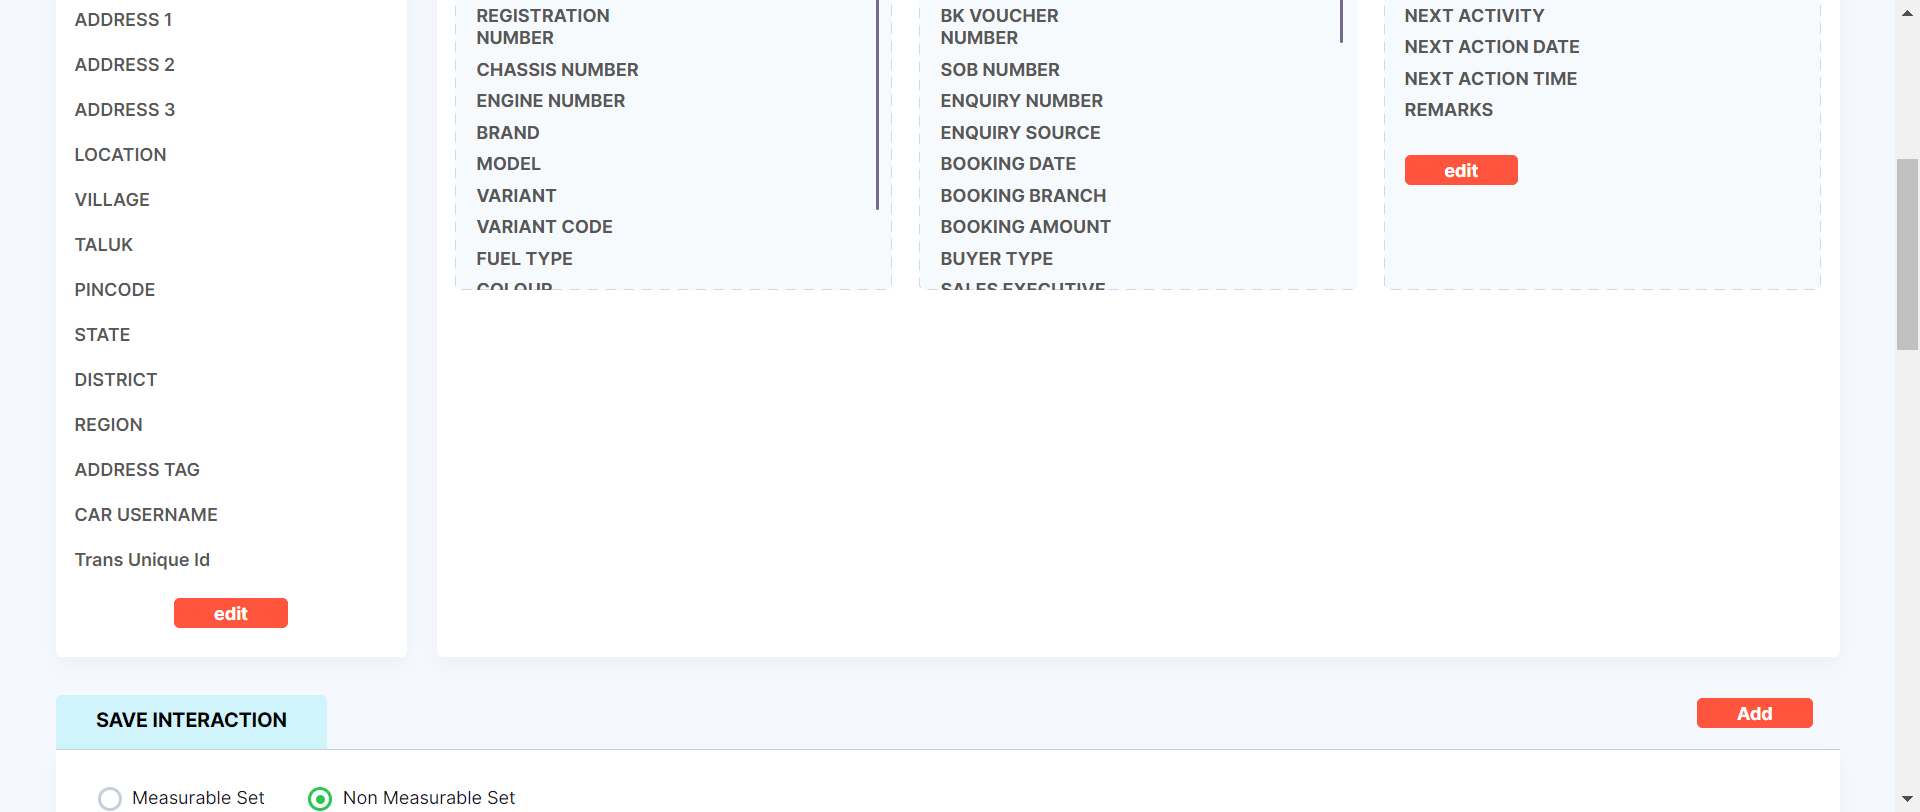 ADDRESS 1
ADDRESS 2
ADDRESS 3
LOCATION
VILLAGE
TALUK
PINCODE
STATE
DISTRICT
REGION
ADDRESS TAG
CAR USERNAME
Trans Unique Id
edit
REGISTRATION
NUMBER
CHASSIS NUMBER
ENGINE NUMBER
BRAND
MODEL
VARIANT
VARIANT CODE
FUEL TYPE
COLOUR
BK VOUCHER
NUMBER
SOB NUMBER
ENQUIRY NUMBER
ENQUIRY SOURCE
BOOKING DATE
BOOKING BRANCH
BOOKING AMOUNT
BUYER TYPE
SALES EXECUTIVE
NEXT ACTIVITY
NEXT ACTION DATE
NEXT ACTION TIME
REMARKS
edit
SAVE INTERACTION
Add
Measurable Set
Non Measurable Set